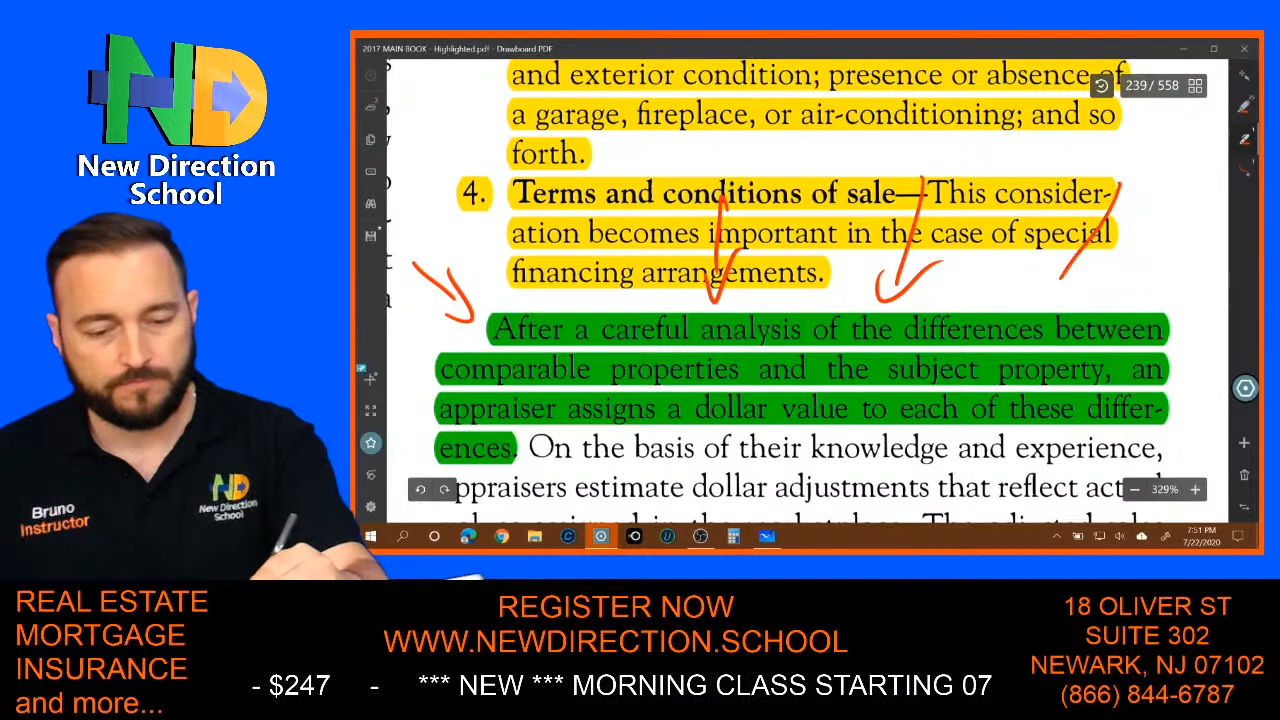 ND
New Direction
School
2017 MAIN BOOK - Highlighted.pdf - Drawboard PDF
and exterior condition; presence or absence of
239 / 558
a garage, fireplace, or air-conditioning; and so
forth.
4. Terms and conditions of sale—This consider-
ation becomes important in the case of special
financing arrangements.
After a careful analysis of the differences between
comparable properties and the subject property, an
appraiser assigns a dollar value to each of these differ-
ences. On the basis of their knowledge and experience,
appraisers estimate dollar adjustments that reflect
329%
7:51 PM
7/22/2020
Bruno
Instructor
ND
New Direction
School
REAL ESTATE
MORTGAGE
INSURANCE
and more...
REGISTER NOW
WWW.NEWDIRECTION.SCHOOL
- $247 - *** NEW *** MORNING CLASS STARTING 07
18 OLIVER ST
SUITE 302
NEWARK, NJ 07102
(866) 844-6787